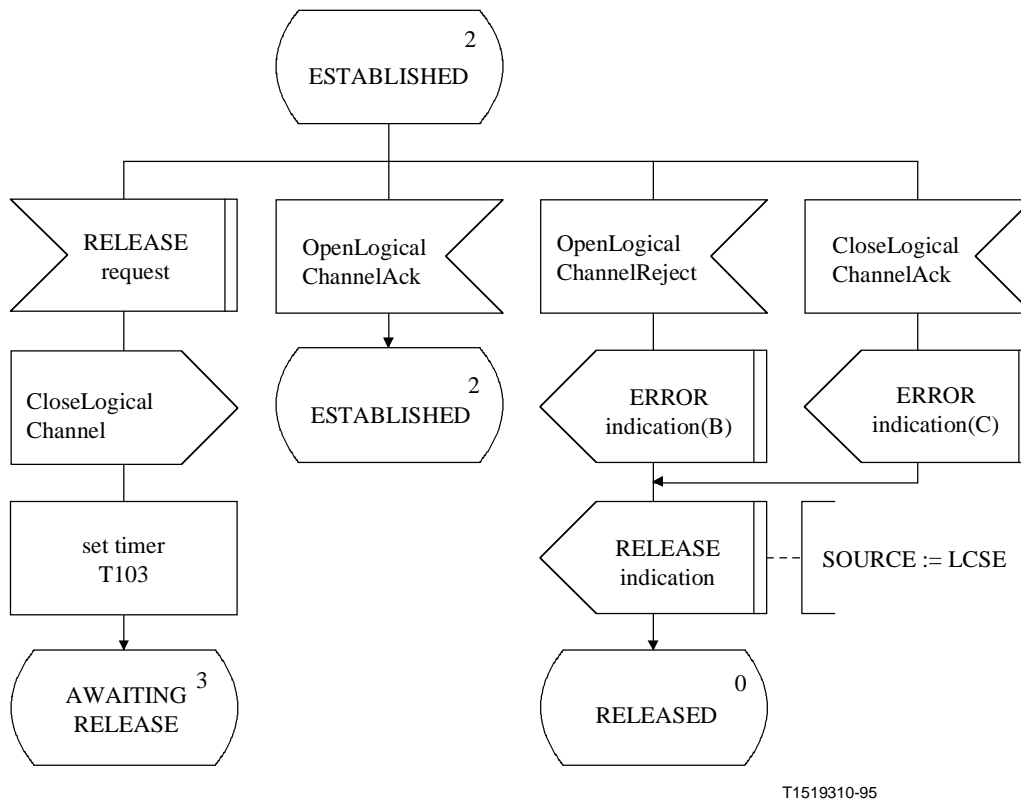 2
ESTABLISHED
RELEASE
request
OpenLogical
ChannelAck
OpenLogical
ChannelReject
CloseLogical
ChannelAck
CloseLogical
Channel
2
ESTABLISHED
ERROR
indication(B)
ERROR
indication(C)
set timer
T103
RELEASE
indication
SOURCE := LCSE
3
AWAITING
RELEASE
0
RELEASED
T1519310-95